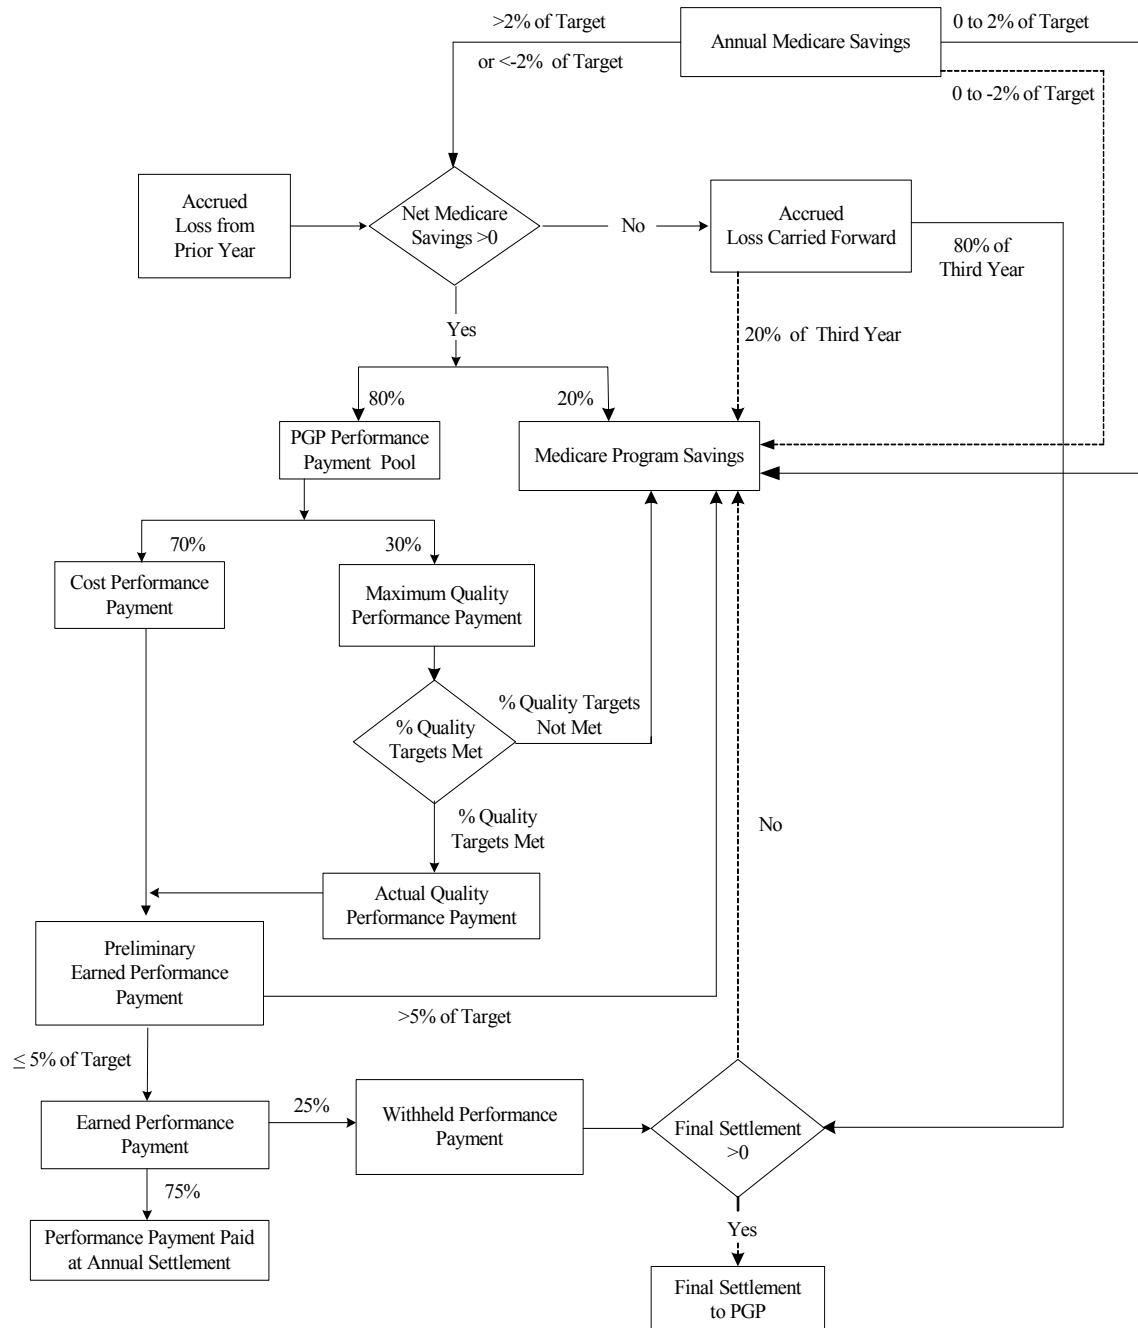 >2% of Target
or <-2% of Target
Annual Medicare Savings
0 to 2% of Target
0 to -2% of Target
Accrued
Loss from
Prior Year
Net Medicare
Savings >0
No
Accrued
Loss Carried Forward
80% of
Third Year
Yes
20% of Third Year
80%
20%
PGP Performance
Payment Pool
Medicare Program Savings
70%
30%
Cost Performance
Payment
Maximum Quality
Performance Payment
% Quality
Targets Met
% Quality Targets
Not Met
% Quality
Targets Met
No
Actual Quality
Performance Payment
Preliminary
Earned Performance
Payment
>5% of Target
≤ 5% of Target
Earned Performance
Payment
25%
Withheld Performance
Payment
Final Settlement
>0
75%
Yes
Performance Payment Paid
at Annual Settlement
Final Settlement
to PGP